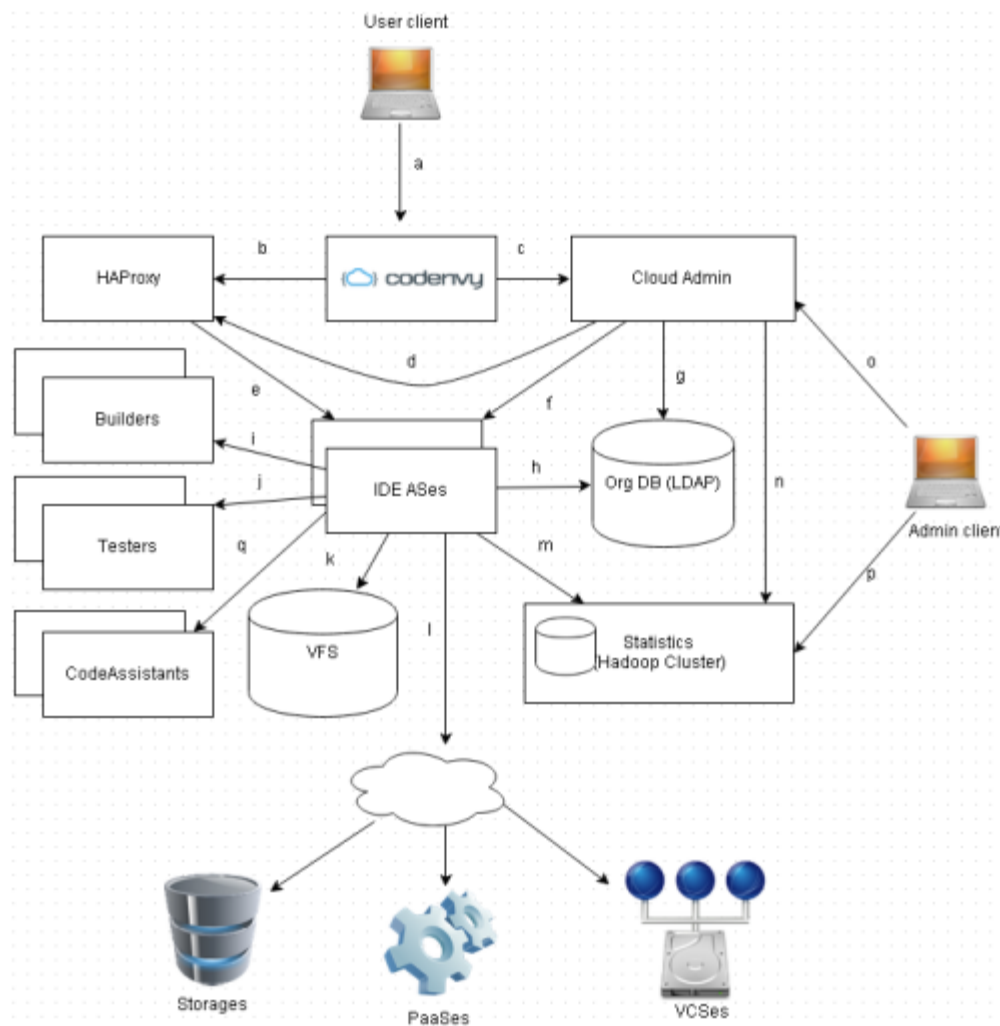 User client
a
b
c
HAProxy
codenvy
Cloud Admin
d
o
e
f
g
Builders
i
h
n
j
IDE ASes
Org DB (LDAP)
Admin client
Testers
q
k
m
p
l
VFS
Statistics
(Hadoop Cluster)
CodeAssistants
Storages
PaaSes
VCSes